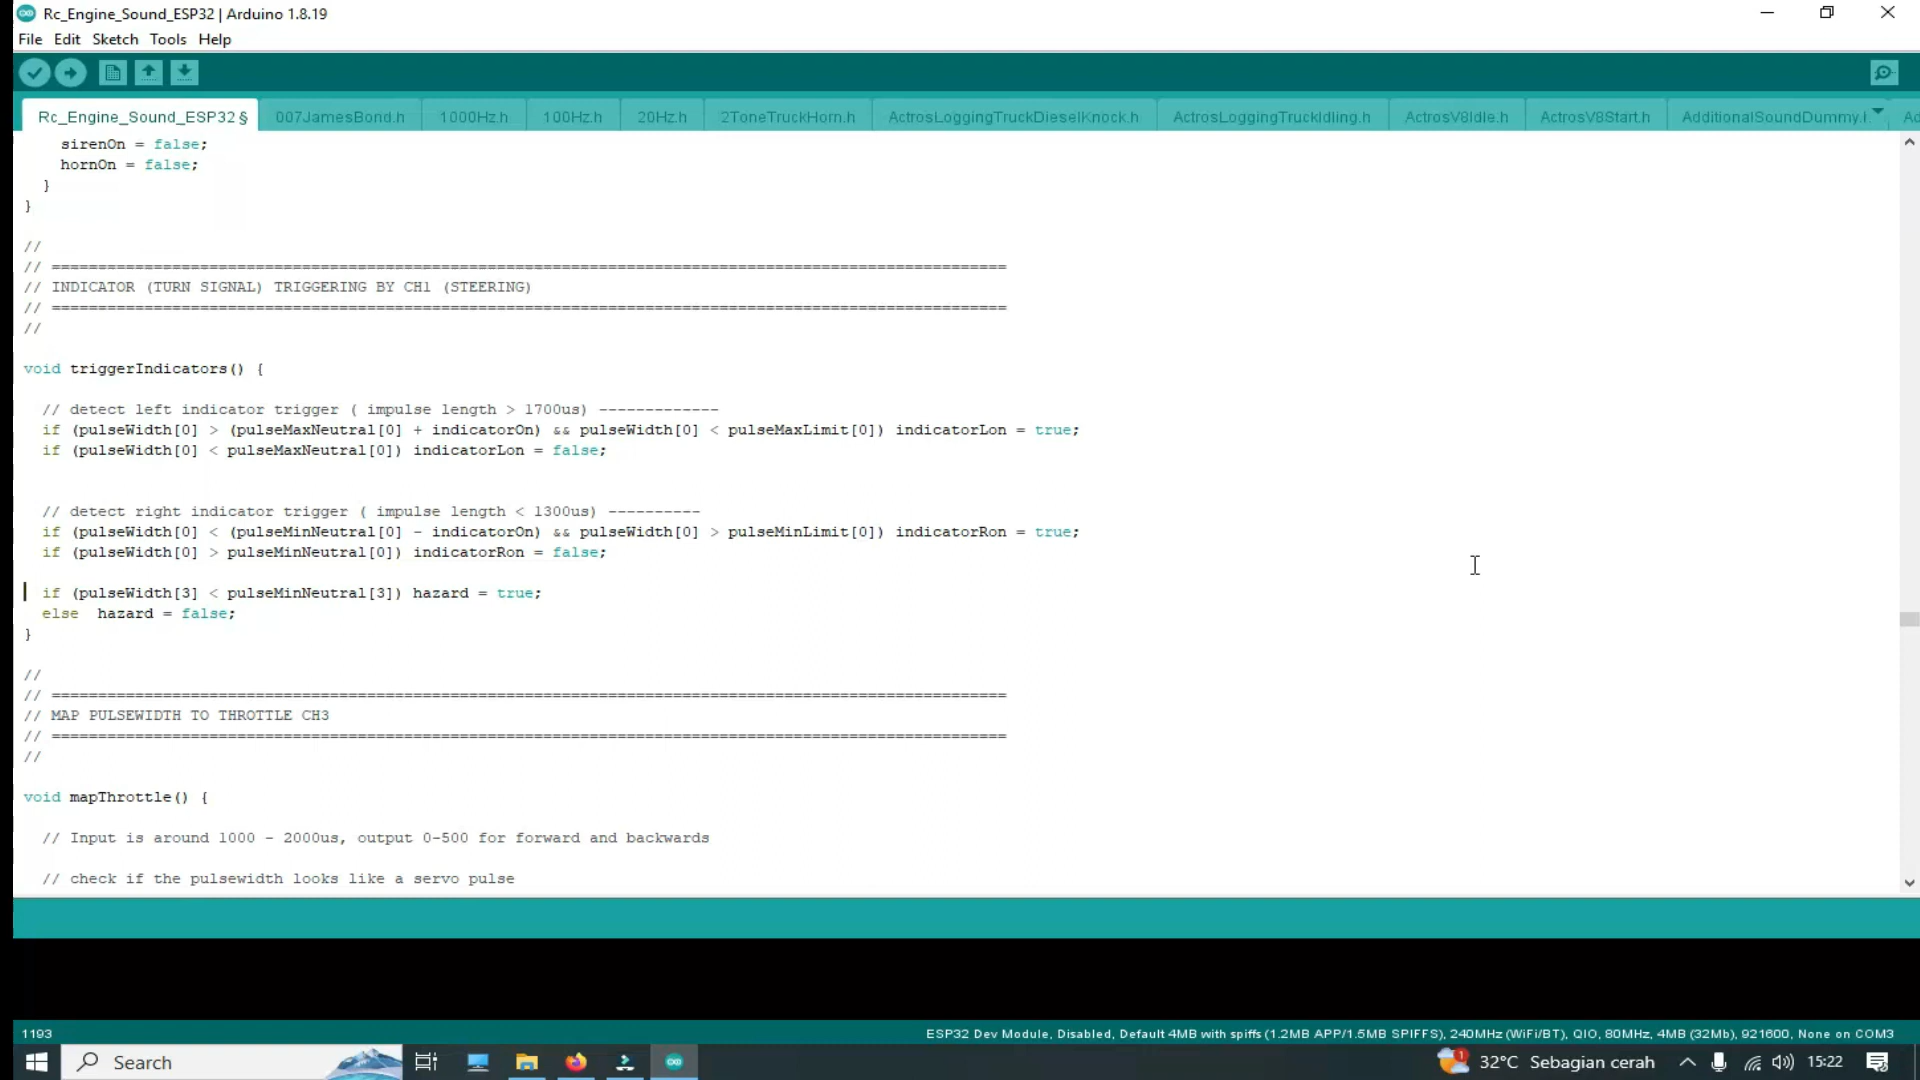 Rc_Engine_Sound_ESP32 | Arduino 1.8.19
File Edit Sketch Tools Help
Rc_Engine_Sound_ESP32 § 007JamesBond.h 1000Hz.h 100Hz.h 20Hz.h 2ToneTruckHorn.h ActrosLoggingTruckDieselKnock.h ActrosLoggingTruckIdling.h ActrosV8Idle.h ActrosV8Start.h AdditionalSoundDummy.
sirenOn = false;
hornOn = false;
}
}
//
// =======================================================================================================
// INDICATOR (TURN SIGNAL) TRIGGERING BY CH1 (STEERING)
// =======================================================================================================
//
void triggerIndicators() {
// detect left indicator trigger ( impulse length > 1700us) -------------
if (pulseWidth[0] > (pulseMaxNeutral[0] + indicatorOn) && pulseWidth[0] < pulseMaxLimit[0]) indicatorLon = true;
if (pulseWidth[0] < pulseMaxNeutral[0]) indicatorLon = false;
// detect right indicator trigger ( impulse length < 1300us) ----------
if (pulseWidth[0] < (pulseMinNeutral[0] - indicatorOn) && pulseWidth[0] > pulseMinLimit[0]) indicatorRon = true;
if (pulseWidth[0] > pulseMinNeutral[0]) indicatorRon = false;
if (pulseWidth[3] < pulseMinNeutral[3]) hazard = true;
else hazard = false;
}
//
// =======================================================================================================
// MAP PULSEWIDTH TO THROTTLE CH3
// =======================================================================================================
//
void mapThrottle() {
// Input is around 1000 - 2000us, output 0-500 for forward and backwards
// check if the pulsewidth looks like a servo pulse
1193 ESP32 Dev Module, Disabled, Default 4MB with spiffs (1.2MB APP/1.5MB SPIFFS), 240MHz (WiFi/BT), QIO, 80MHz, 4MB (32Mb), 921600, None on COM3
Search 1 32°C Sebagian cerah 15:22